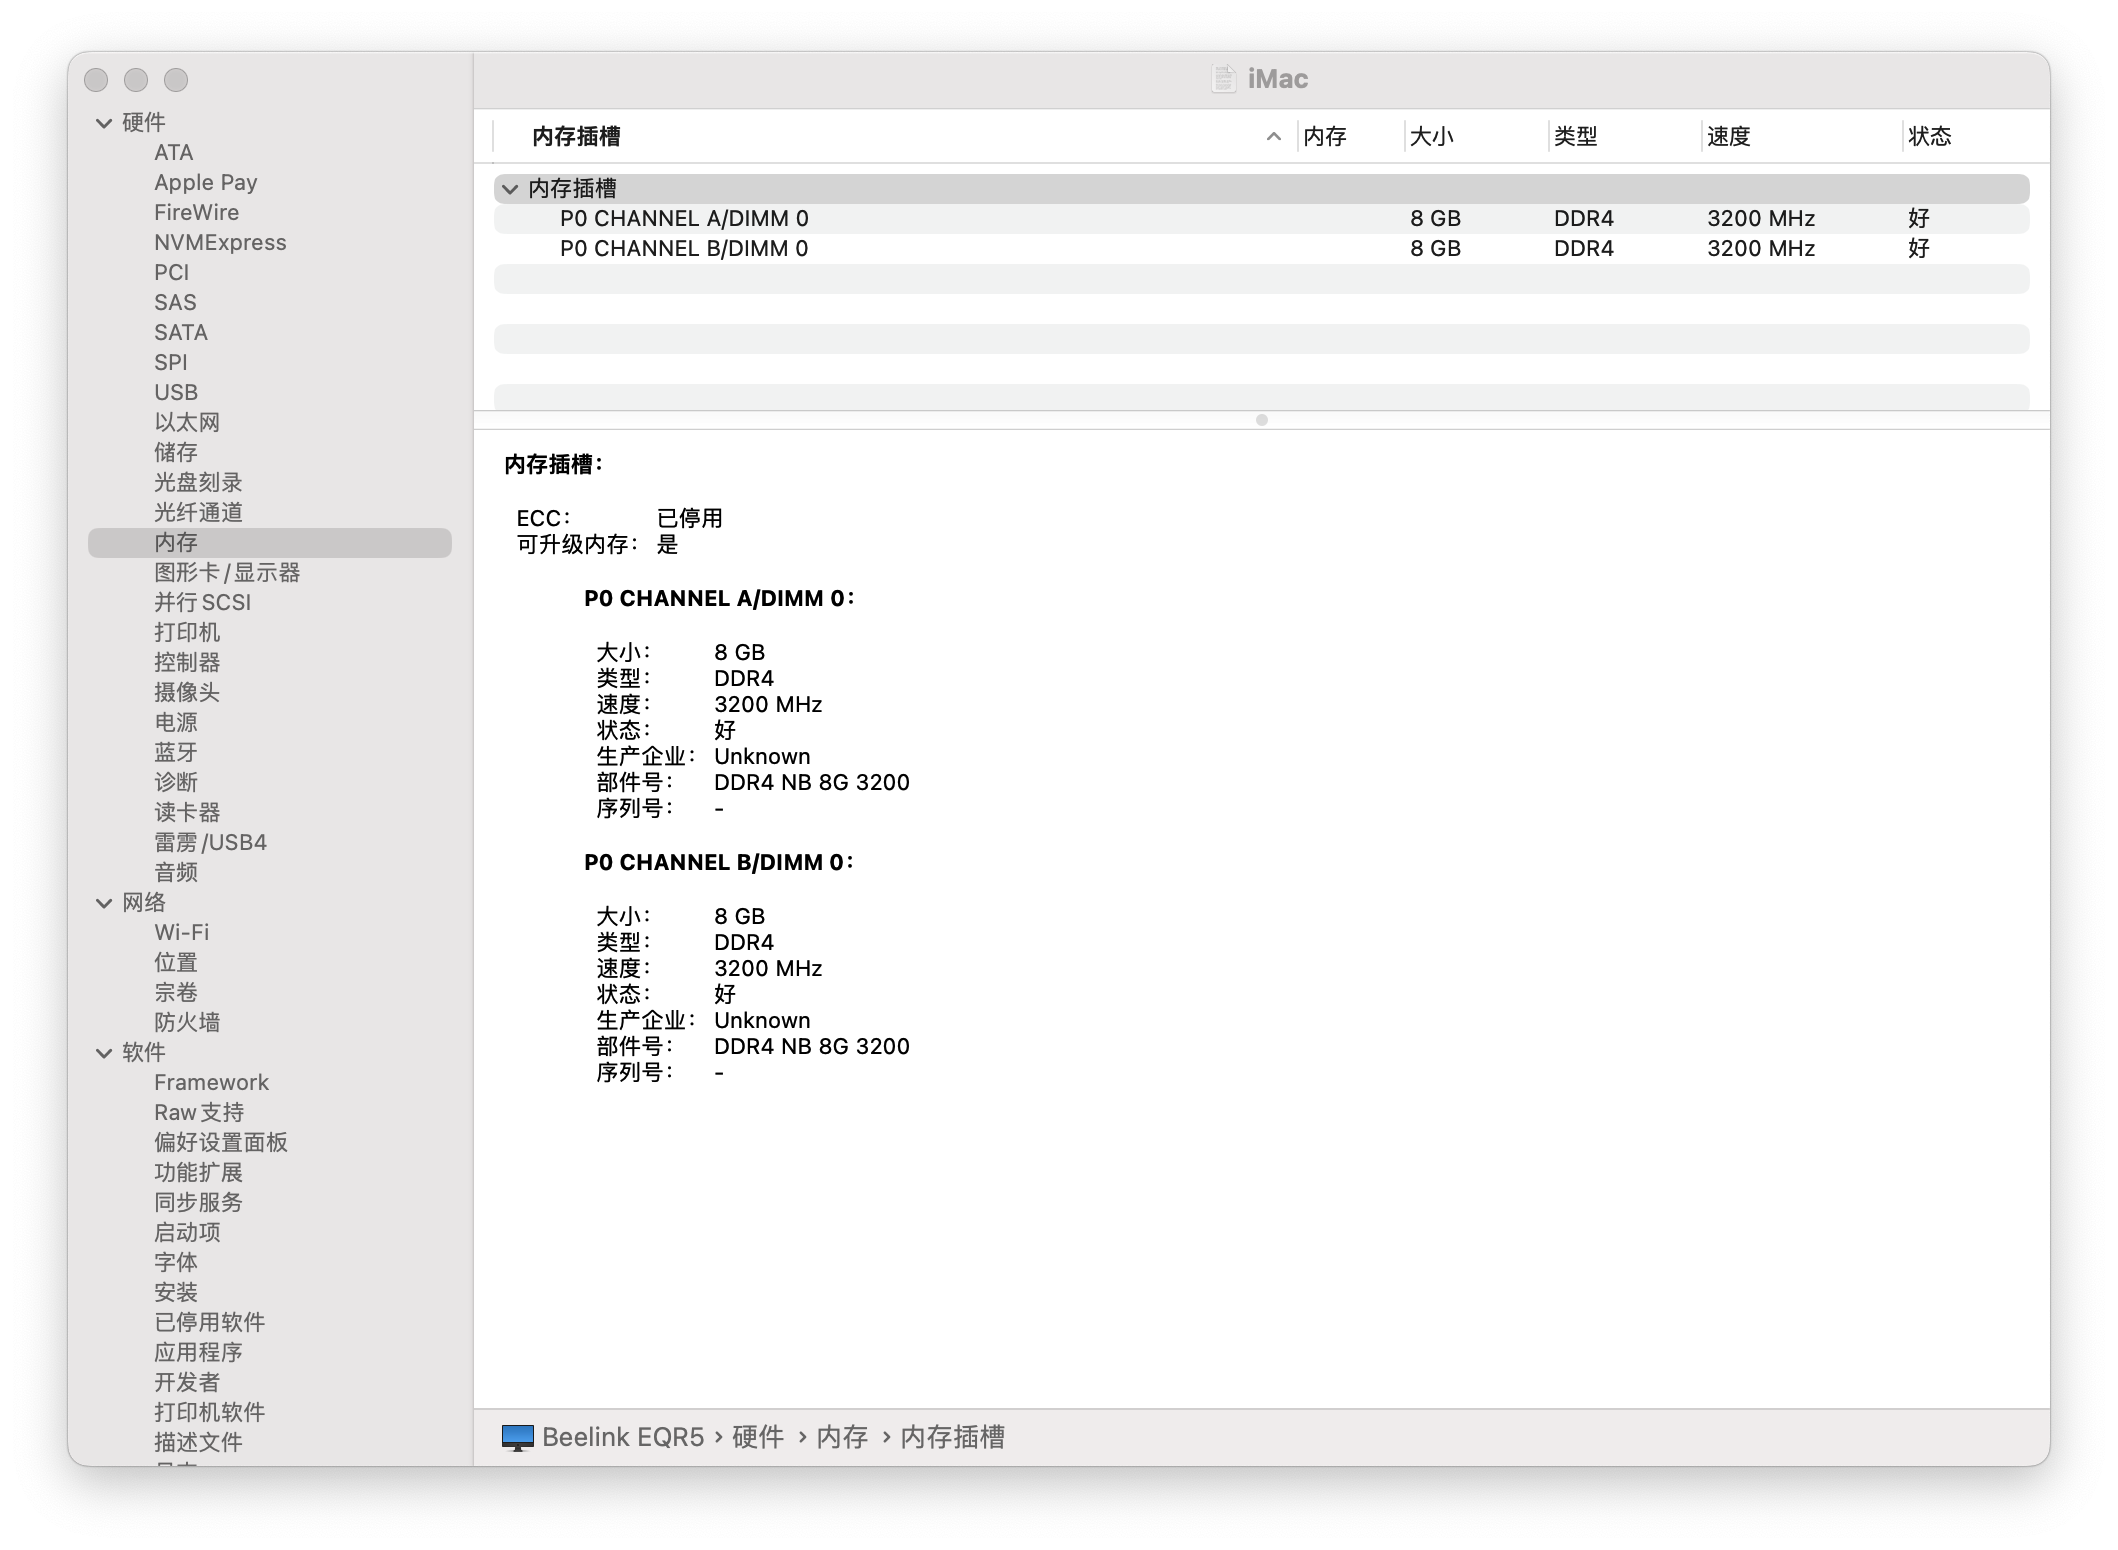 iMac
硬件
ATA
Apple Pay
FireWire
NVMExpress
PCI
SAS
SATA
SPI
USB
以太网
储存
光盘刻录
光纤通道
内存
图形卡/显示器
并行SCSI
打印机
控制器
摄像头
电源
蓝牙
诊断
读卡器
雷雳/USB4
音频
网络
Wi-Fi
位置
宗卷
防火墙
软件
Framework
Raw支持
偏好设置面板
功能扩展
同步服务
启动项
字体
安装
已停用软件
应用程序
开发者
打印机软件
描述文件
内存插槽 内存 大小 类型 速度 状态
内存插槽
P0 CHANNEL A/DIMM 0 8 GB DDR4 3200 MHz 好
P0 CHANNEL B/DIMM 0 8 GB DDR4 3200 MHz 好
内存插槽：
ECC： 已停用
可升级内存： 是
P0 CHANNEL A/DIMM 0：
大小： 8 GB
类型： DDR4
速度： 3200 MHz
状态： 好
生产企业： Unknown
部件号： DDR4 NB 8G 3200
序列号： -
P0 CHANNEL B/DIMM 0：
大小： 8 GB
类型： DDR4
速度： 3200 MHz
状态： 好
生产企业： Unknown
部件号： DDR4 NB 8G 3200
序列号： -
Beelink EQR5 › 硬件 › 内存 › 内存插槽